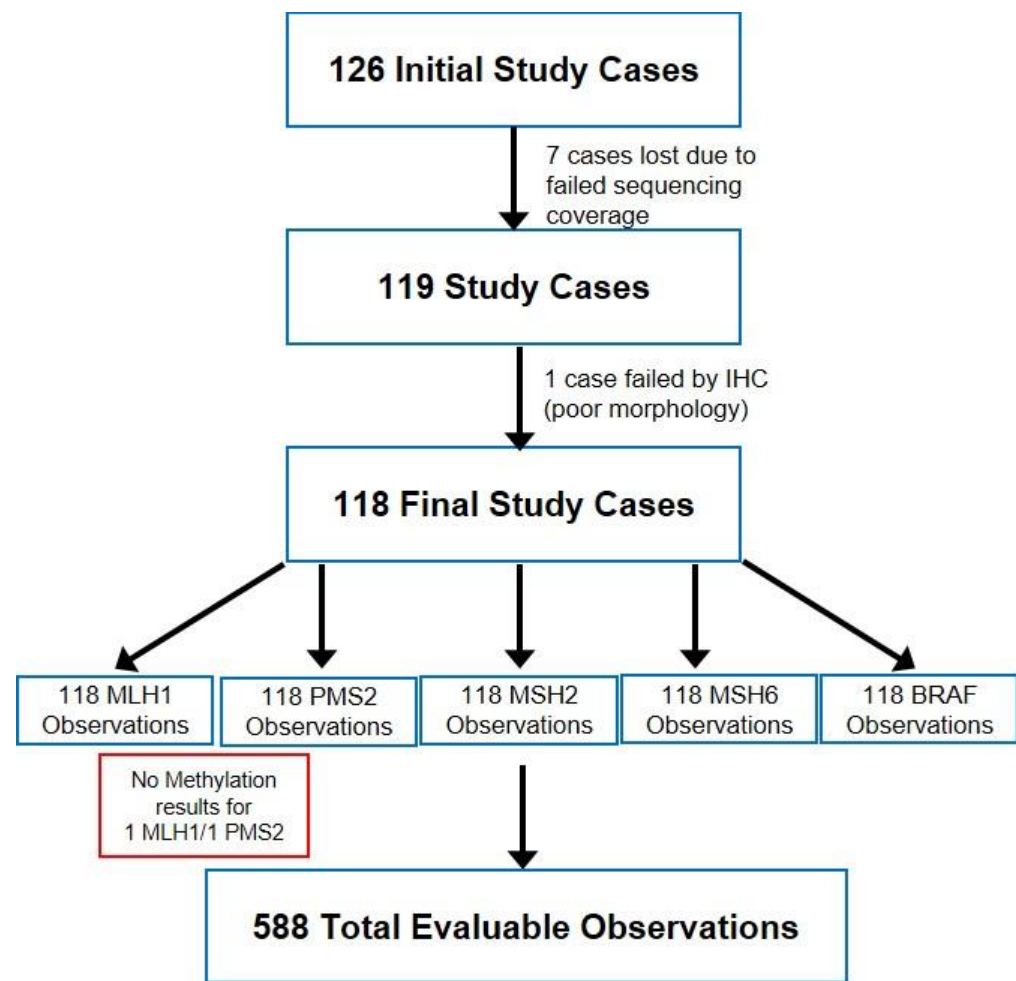 126 Initial Study Cases
7 cases lost due to
failed sequencing
coverage
119 Study Cases
1 case failed by IHC
(poor morphology)
118 Final Study Cases
118 MLH1
Observations
118 PMS2
Observations
118 MSH2
Observations
118 MSH6
Observations
118 BRAF
Observations
No Methylation
results for
1 MLH1/1 PMS2
588 Total Evaluable Observations